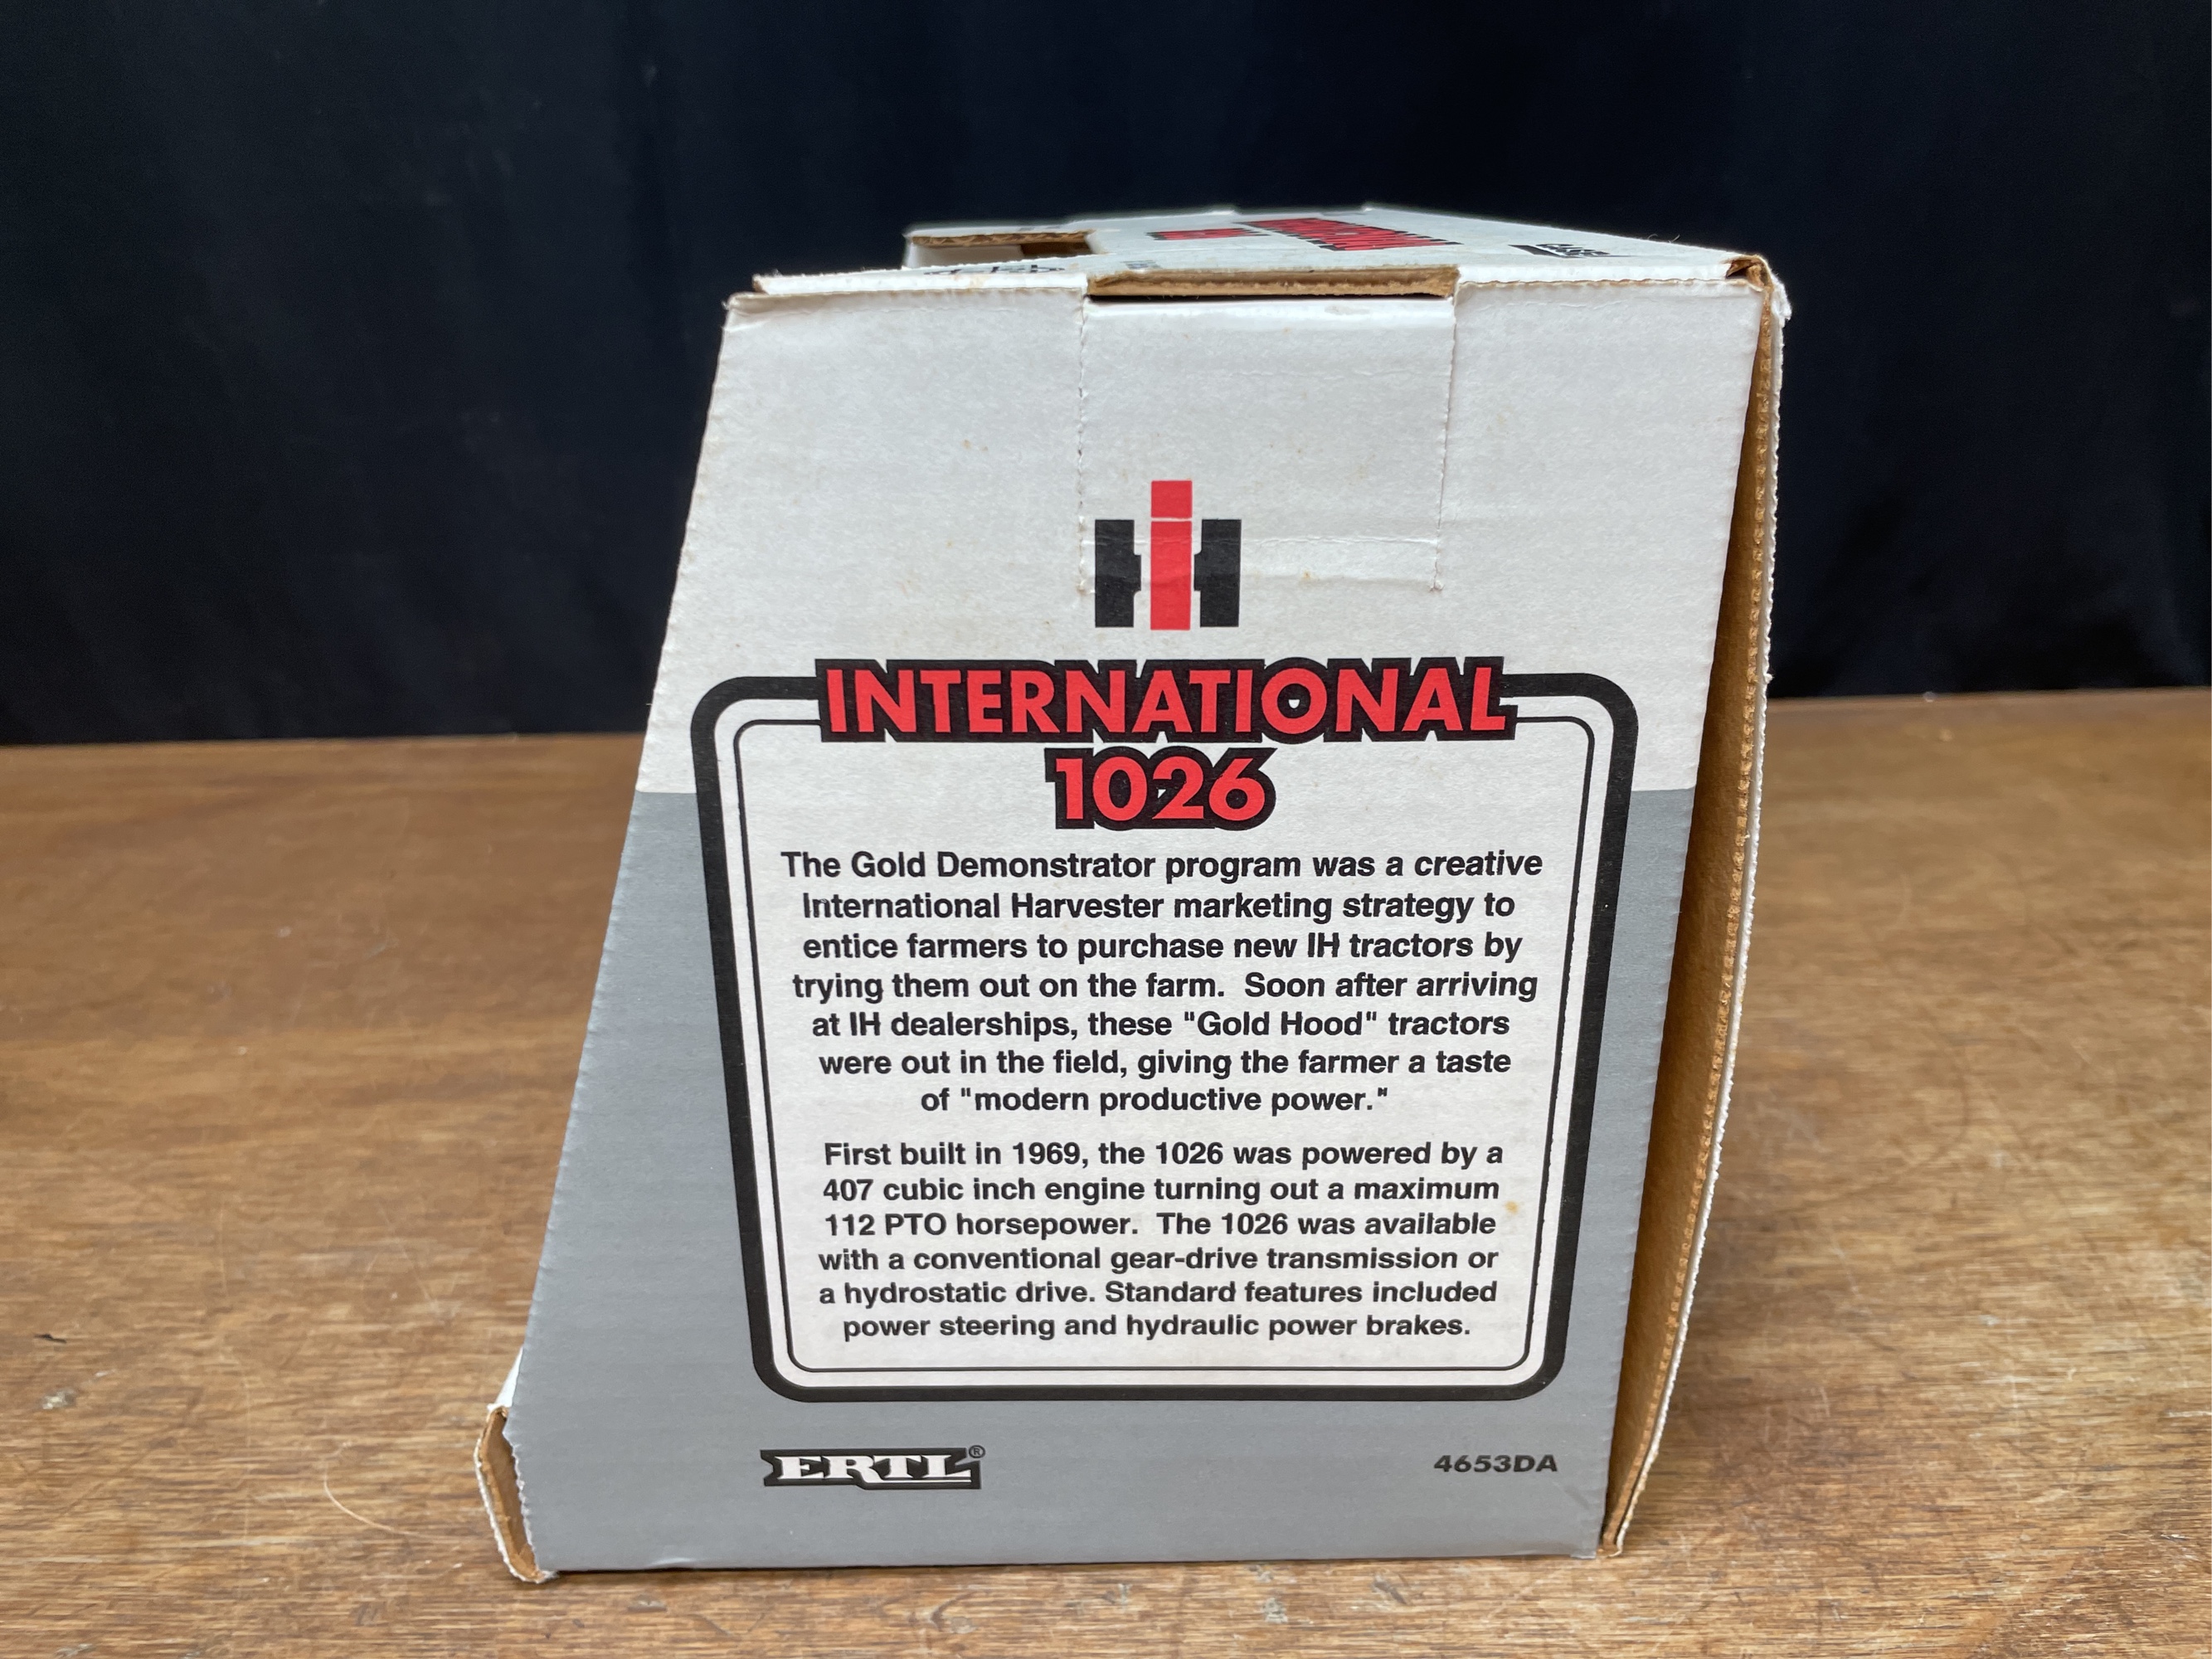 IH
INTERNATIONAL
1026
The Gold Demonstrator program was a creative
International Harvester marketing strategy to
entice farmers to purchase new IH tractors by
trying them out on the farm.  Soon after arriving
at IH dealerships, these "Gold Hood" tractors
were out in the field, giving the farmer a taste
of "modern productive power."
First built in 1969, the 1026 was powered by a
407 cubic inch engine turning out a maximum
112 PTO horsepower.  The 1026 was available
with a conventional gear-drive transmission or
a hydrostatic drive. Standard features included
power steering and hydraulic power brakes.
ERTL®
4653DA